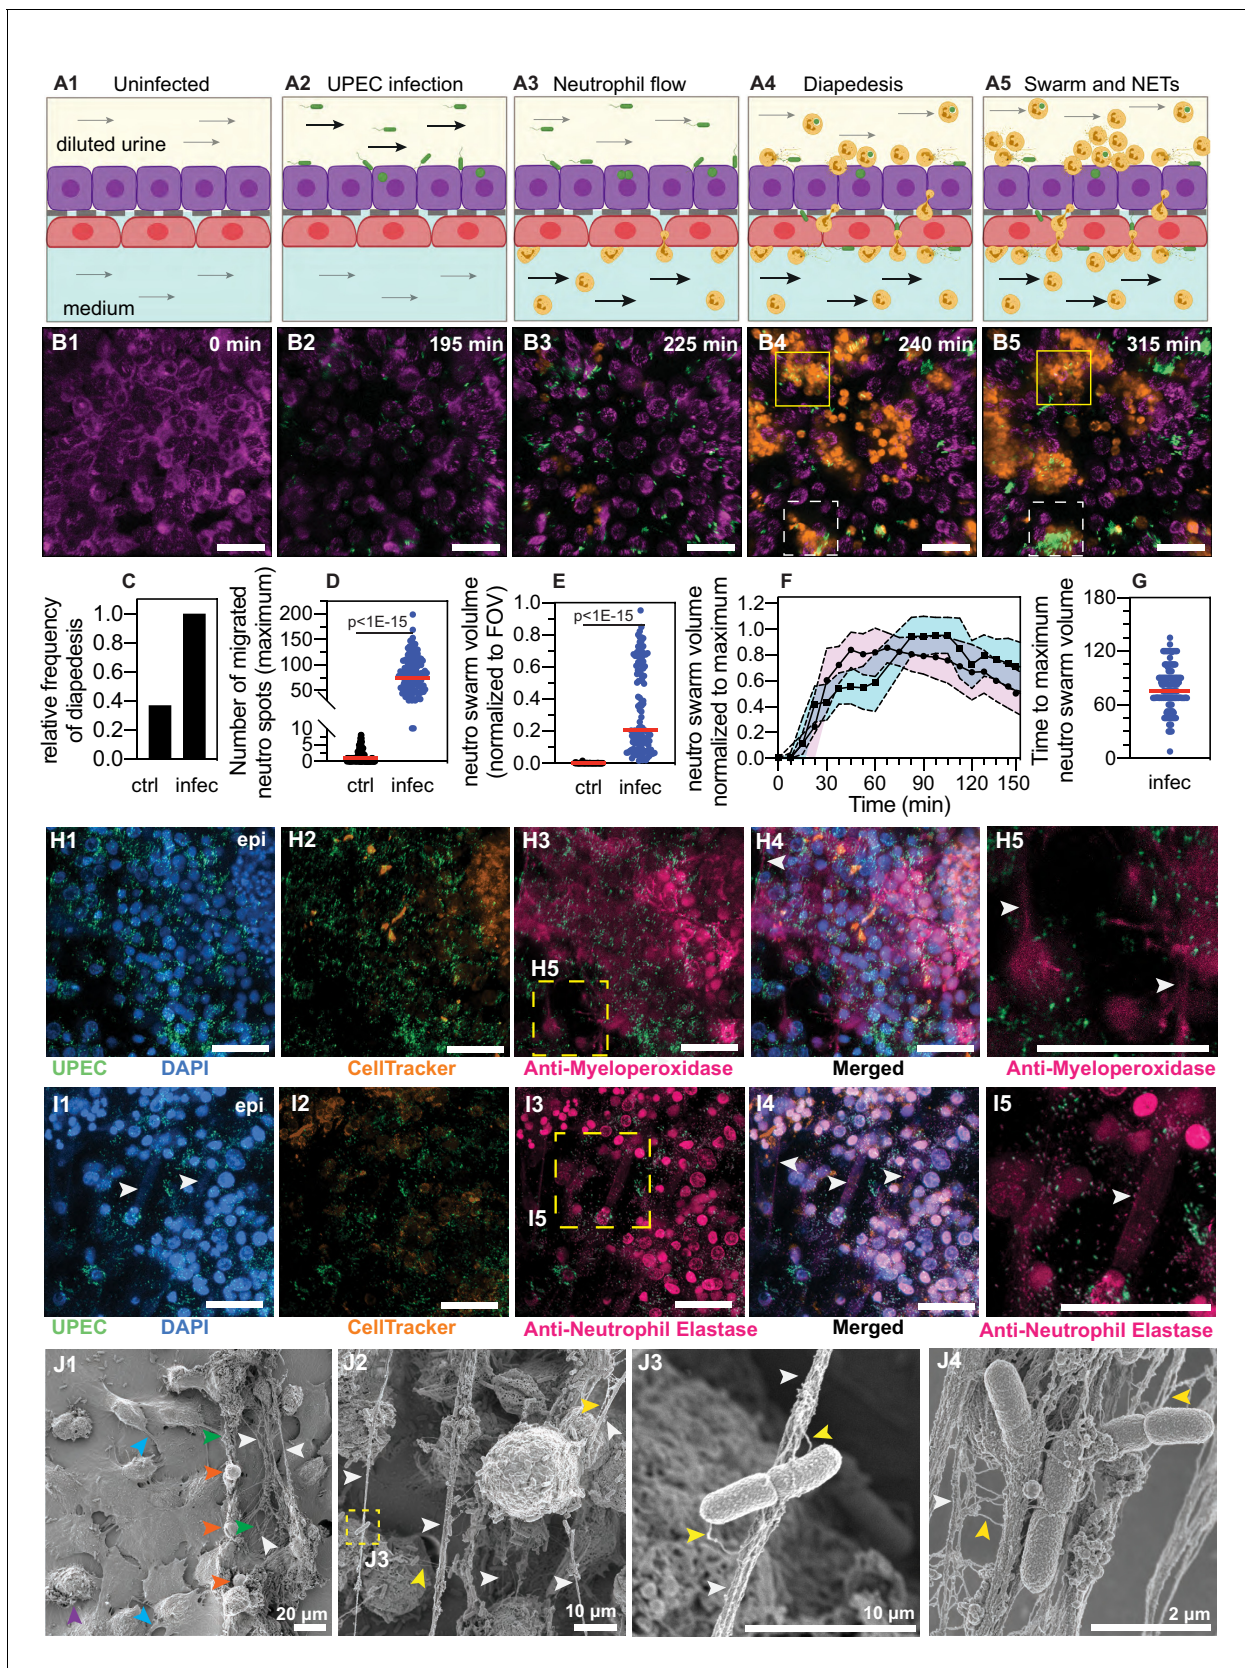 A1 Uninfected
A2 UPEC infection
A3 Neutrophil flow
A4 Diapedesis
A5 Swarm and NETs
diluted urine
medium
B1 0 min
B2 195 min
B3 225 min
B4 240 min
B5 315 min
C
relative frequency
of diapedesis
1.0
0.8
0.6
0.4
0.2
0.0
ctrl infec
D
Number of migrated
neutro spots (maximum)
200
150
100
50
10
5
0
p<1E-15
ctrl infec
E
neutro swarm volulme
(normalized to FOV)
1.0
0.8
0.6
0.4
0.2
0.0
p<1E-15
ctrl infec
F
neutro swarm volume
normalized to maximum
1.2
1.0
0.8
0.6
0.4
0.2
0.0
0 30 60 90 120 150
Time (min)
G
Time to maximum
neutro swarm volume
180
120
60
0
infec
H1 epi
H2
H3
H5
H4
H5
UPEC DAPI
CellTracker
Anti-Myeloperoxidase
Merged
Anti-Myeloperoxidase
I1 epi
I2
I3
I5
I4
I5
UPEC DAPI
CellTracker
Anti-Neutrophil Elastase
Merged
Anti-Neutrophil Elastase
J1
20 µm
J2
J3
10 µm
J3
10 µm
J4
2 µm